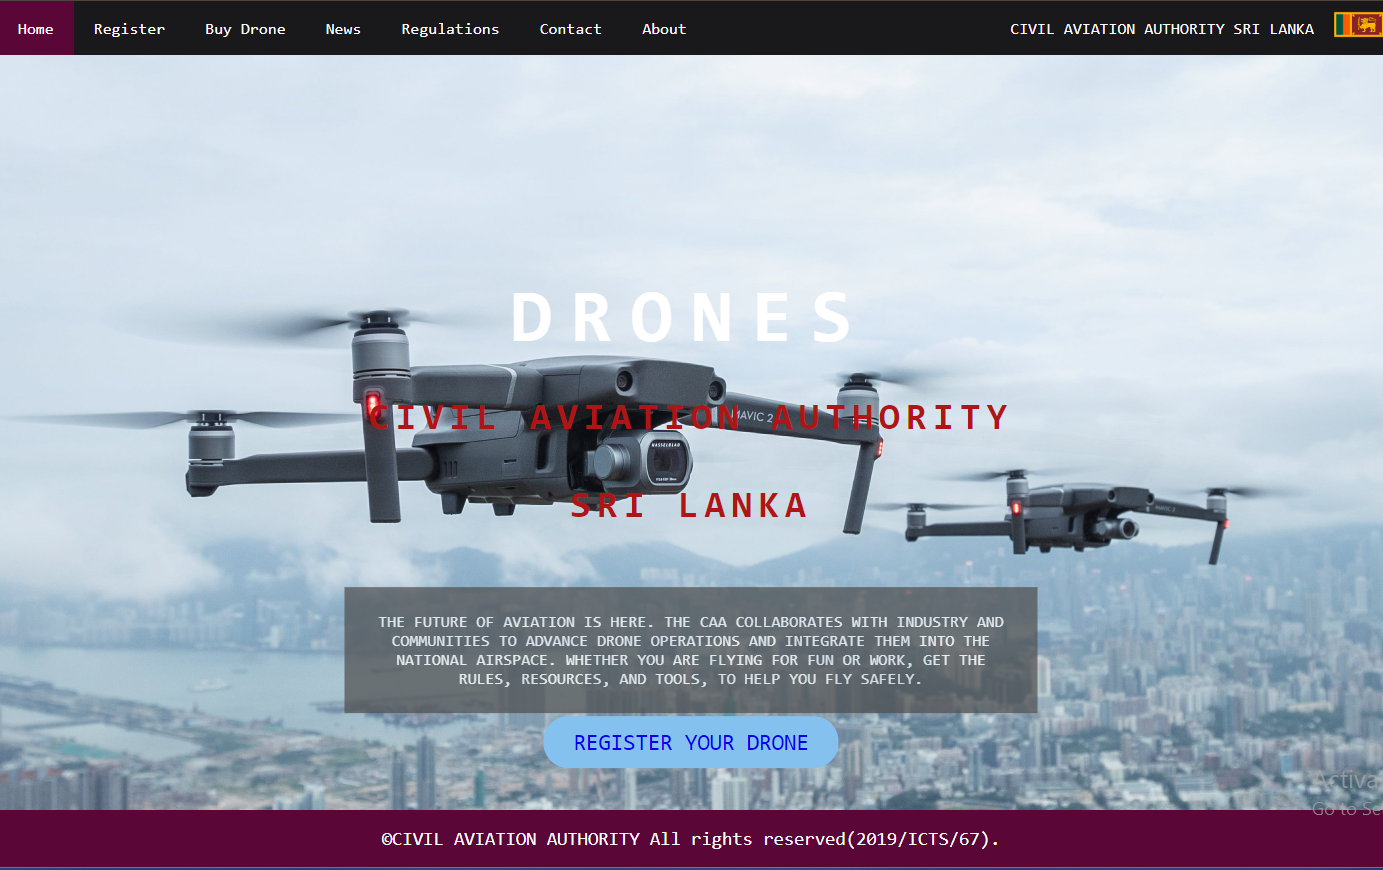 Home Register Buy Drone News Regulations Contact About CIVIL AVIATION AUTHORITY SRI LANKA
DRONES
CIVIL AVIATION AUTHORITY
MAVIC 2
HASSELBLAD
SRI LANKA
THE FUTURE OF AVIATION IS HERE. THE CAA COLLABORATES WITH INDUSTRY AND
COMMUNITIES TO ADVANCE DRONE OPERATIONS AND INTEGRATE THEM INTO THE
NATIONAL AIRSPACE. WHETHER YOU ARE FLYING FOR FUN OR WORK, GET THE
RULES, RESOURCES, AND TOOLS, TO HELP YOU FLY SAFELY.
REGISTER YOUR DRONE
Activa
Go to Se
©CIVIL AVIATION AUTHORITY All rights reserved(2019/ICTS/67).